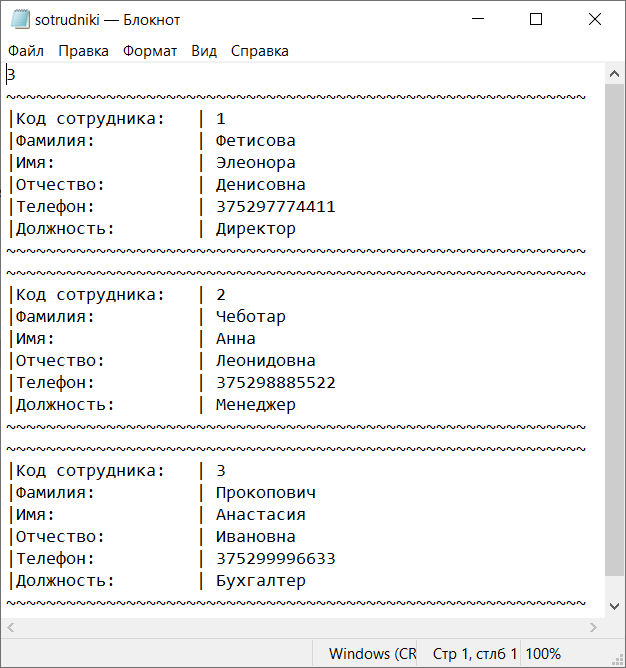 sotrudniki — Блокнот
Файл Правка Формат Вид Справка
3
~~~~~~~~~~~~~~~~~~~~~~~~~~~~~~~~~~~~~~~~~~~~~~~~~~~~~~~~~~
|Код сотрудника:   | 1
|Фамилия:          | Фетисова
|Имя:              | Элеонора
|Отчество:         | Денисовна
|Телефон:          | 375297774411
|Должность:        | Директор
~~~~~~~~~~~~~~~~~~~~~~~~~~~~~~~~~~~~~~~~~~~~~~~~~~~~~~~~~~
~~~~~~~~~~~~~~~~~~~~~~~~~~~~~~~~~~~~~~~~~~~~~~~~~~~~~~~~~~
|Код сотрудника:   | 2
|Фамилия:          | Чеботар
|Имя:              | Анна
|Отчество:         | Леонидовна
|Телефон:          | 375298885522
|Должность:        | Менеджер
~~~~~~~~~~~~~~~~~~~~~~~~~~~~~~~~~~~~~~~~~~~~~~~~~~~~~~~~~~
~~~~~~~~~~~~~~~~~~~~~~~~~~~~~~~~~~~~~~~~~~~~~~~~~~~~~~~~~~
|Код сотрудника:   | 3
|Фамилия:          | Прокопович
|Имя:              | Анастасия
|Отчество:         | Ивановна
|Телефон:          | 375299996633
|Должность:        | Бухгалтер
~~~~~~~~~~~~~~~~~~~~~~~~~~~~~~~~~~~~~~~~~~~~~~~~~~~~~~~~~~
Windows (CR Стр 1, стлб 1 100%